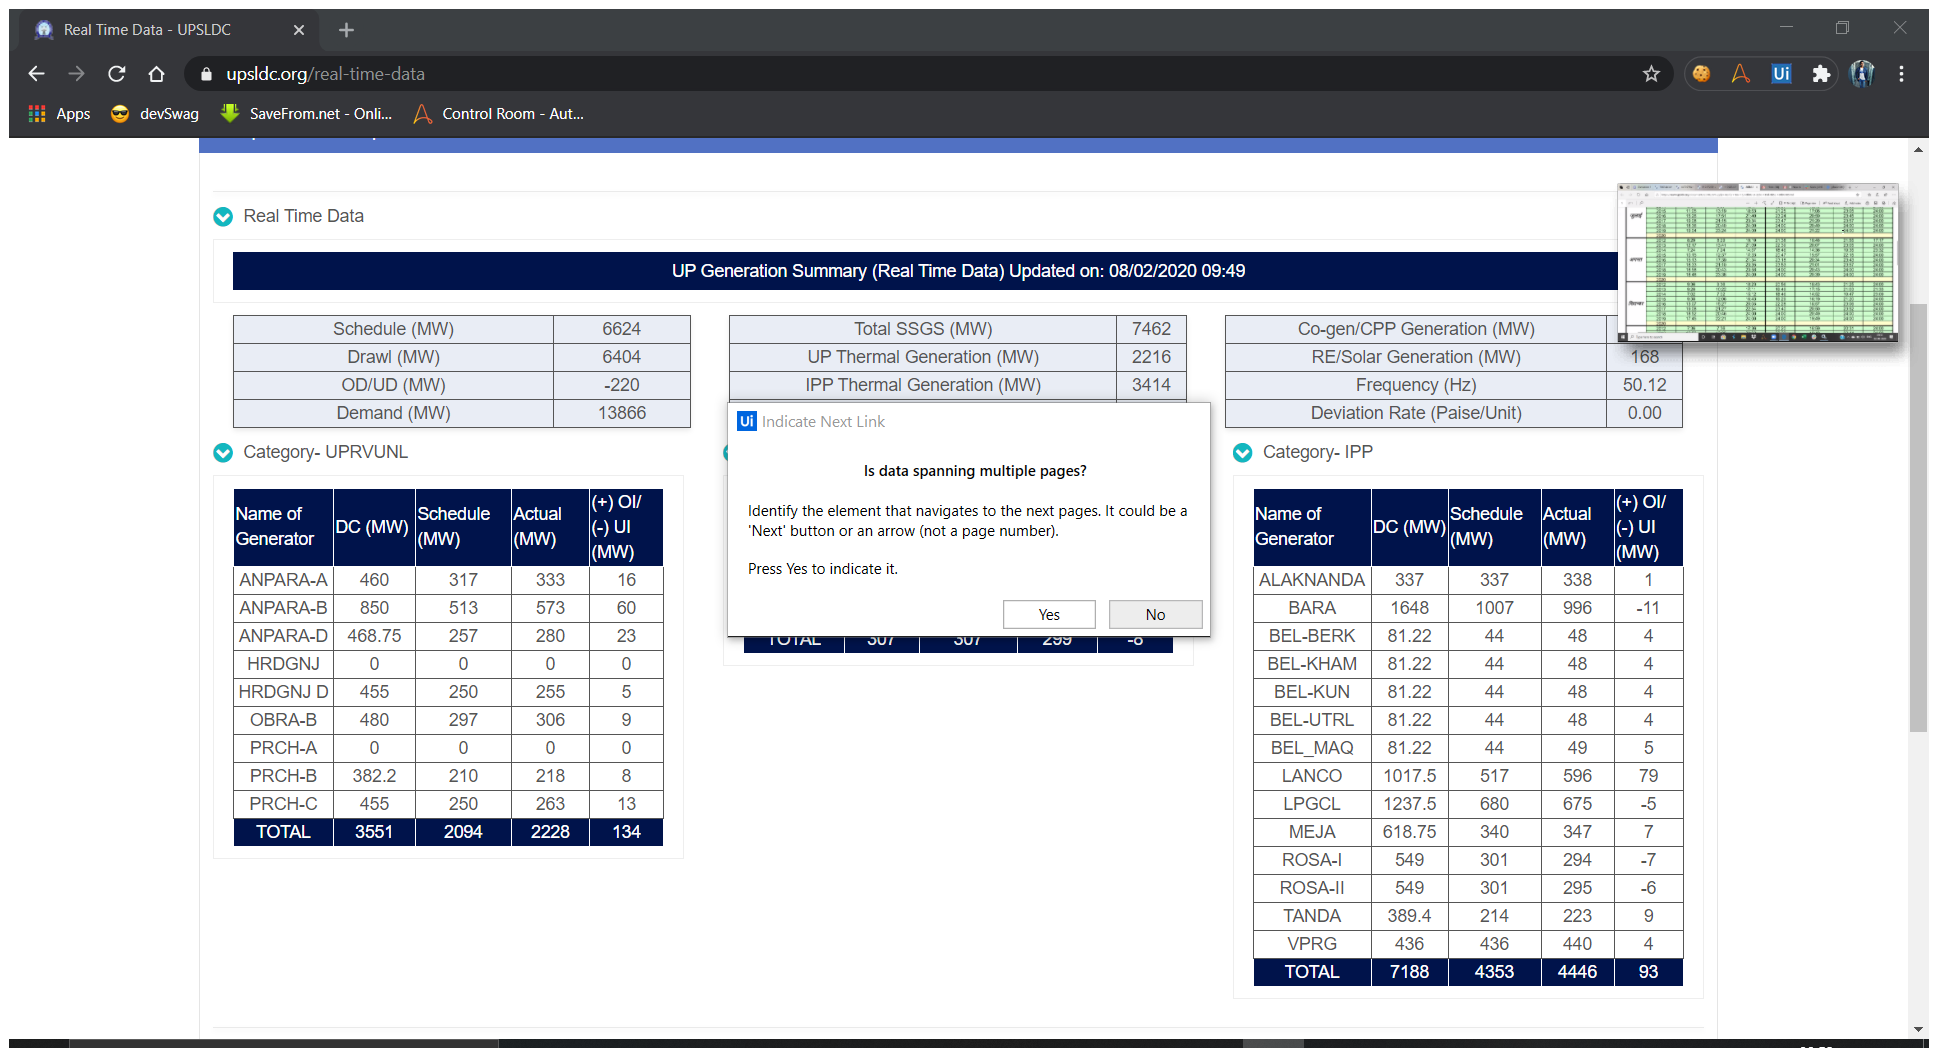 Real Time Data - UPSLDC
upsldc.org/real-time-data
Ui
Apps devSwag SaveFrom.net - Onli... Control Room - Aut...
Real Time Data
UP Generation Summary (Real Time Data) Updated on: 08/02/2020 09:49
Schedule (MW) 6624
Drawl (MW) 6404
OD/UD (MW) -220
Demand (MW) 13866
Total SSGS (MW) 7462
UP Thermal Generation (MW) 2216
IPP Thermal Generation (MW) 3414
Co-gen/CPP Generation (MW)
RE/Solar Generation (MW) 168
Frequency (Hz) 50.12
Deviation Rate (Paise/Unit) 0.00
Ui Indicate Next Link
Is data spanning multiple pages?
Identify the element that navigates to the next pages. It could be a
'Next' button or an arrow (not a page number).
Press Yes to indicate it.
Yes No
Category- UPRVUNL
Name of Generator DC (MW) Schedule (MW) Actual (MW) (+) OI/ (-) UI (MW)
ANPARA-A 460 317 333 16
ANPARA-B 850 513 573 60
ANPARA-D 468.75 257 280 23
HRDGNJ 0 0 0 0
HRDGNJ D 455 250 255 5
OBRA-B 480 297 306 9
PRCH-A 0 0 0 0
PRCH-B 382.2 210 218 8
PRCH-C 455 250 263 13
TOTAL 3551 2094 2228 134
TOTAL 307 307 299 -8
Category- IPP
Name of Generator DC (MW) Schedule (MW) Actual (MW) (+) OI/ (-) UI (MW)
ALAKNANDA 337 337 338 1
BARA 1648 1007 996 -11
BEL-BERK 81.22 44 48 4
BEL-KHAM 81.22 44 48 4
BEL-KUN 81.22 44 48 4
BEL-UTRL 81.22 44 48 4
BEL_MAQ 81.22 44 49 5
LANCO 1017.5 517 596 79
LPGCL 1237.5 680 675 -5
MEJA 618.75 340 347 7
ROSA-I 549 301 294 -7
ROSA-II 549 301 295 -6
TANDA 389.4 214 223 9
VPRG 436 436 440 4
TOTAL 7188 4353 4446 93